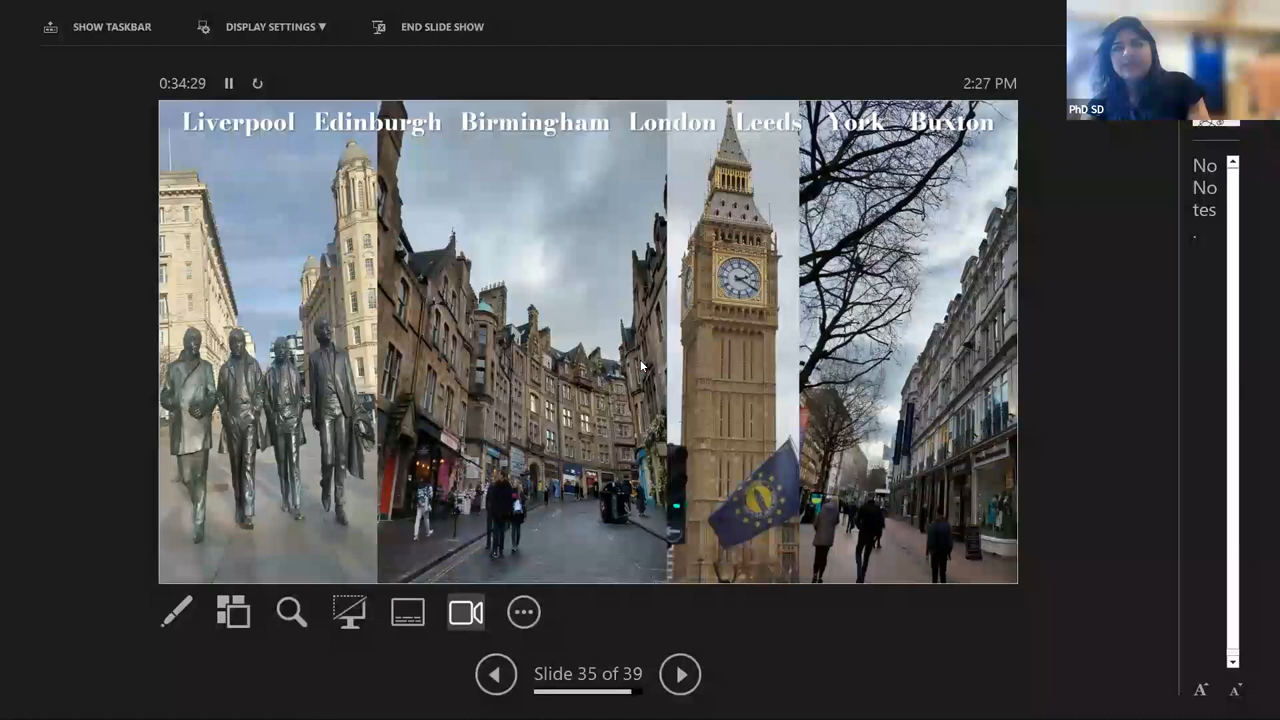 SHOW TASKBAR DISPLAY SETTINGS ▼ END SLIDE SHOW
PhD SD
0:34:29 2:27 PM
Liverpool Edinburgh Birmingham London Leeds York Buxton
No
No
tes
.
Slide 35 of 39
A A